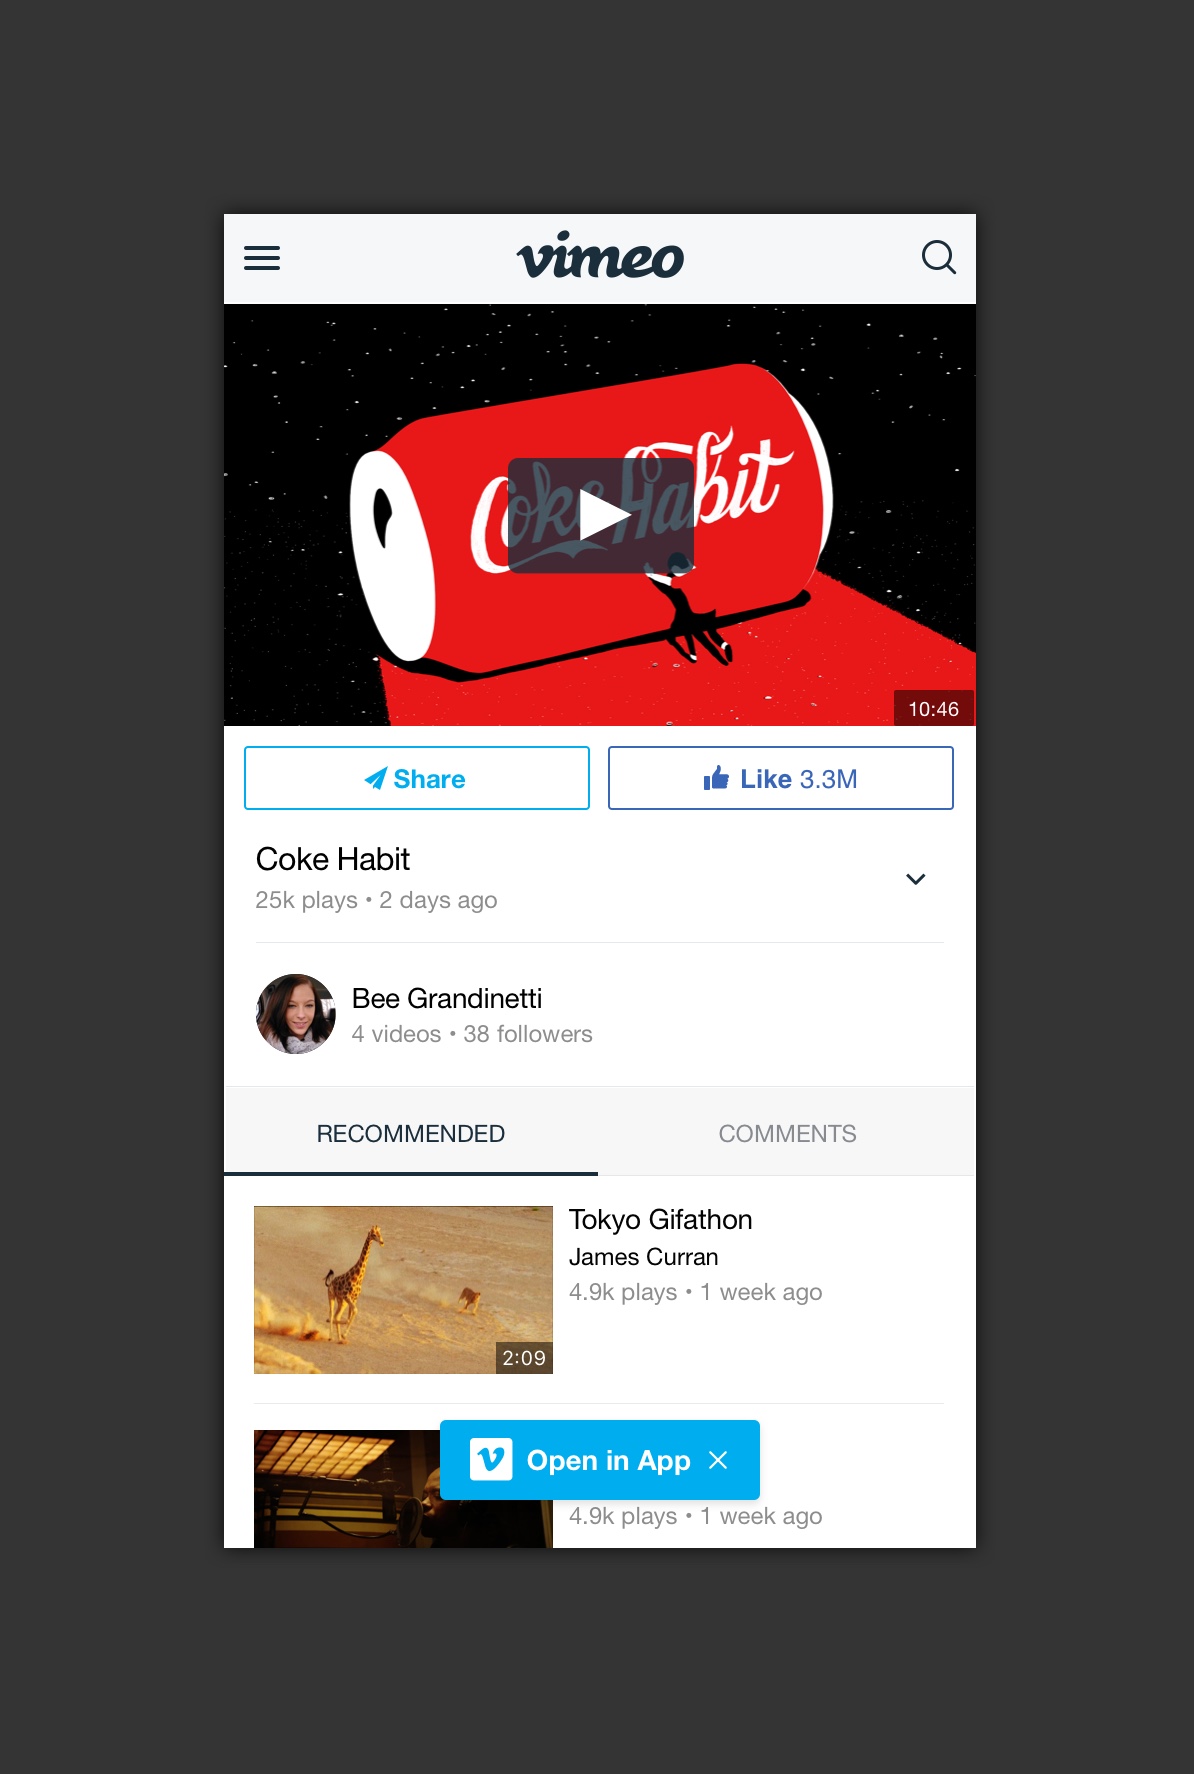 vimeo
Coke Habit
10:46
Share
Like 3.3M
Coke Habit
25k plays • 2 days ago
Bee Grandinetti
4 videos • 38 followers
RECOMMENDED
COMMENTS
Tokyo Gifathon
James Curran
4.9k plays • 1 week ago
2:09
Open in App
4.9k plays • 1 week ago